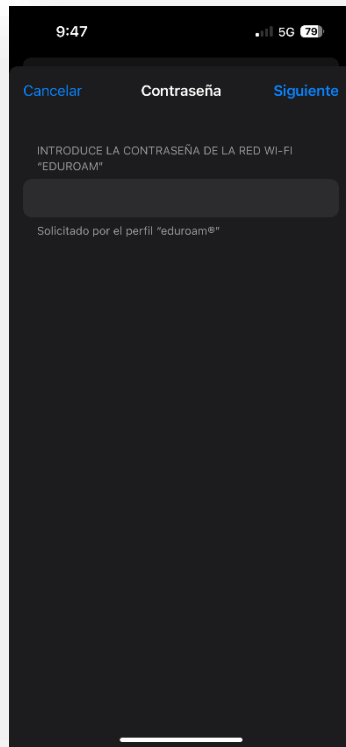 9:47
5G 79
Cancelar Contraseña Siguiente
INTRODUCE LA CONTRASEÑA DE LA RED WI-FI
“EDUROAM”
Solicitado por el perfil “eduroam®”